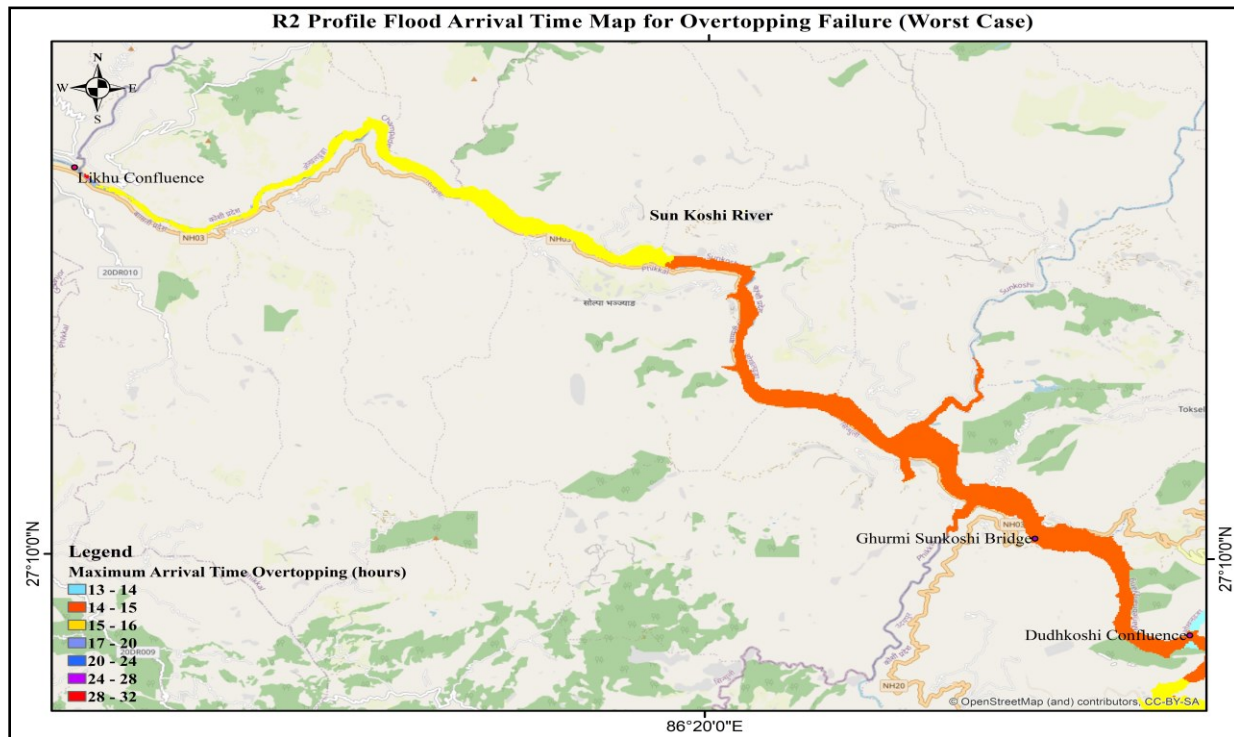 R2 Profile Flood Arrival Time Map for Overtopping Failure (Worst Case)
N
W
E
S
Likhu Confluence
NH03
20DR010
Sun Koshi River
Sunkoshi
Phikkal
Sunkoshi
Ghurmi Sunkoshi Bridge
Dudhkoshi Confluence
NH20
20DR009
27°10'0"N
27°10'0"N
Legend
Maximum Arrival Time Overtopping (hours)
13 - 14
14 - 15
15 - 16
17 - 20
20 - 24
24 - 28
28 - 32
© OpenStreetMap (and) contributors, CC-BY-SA
86°20'0"E